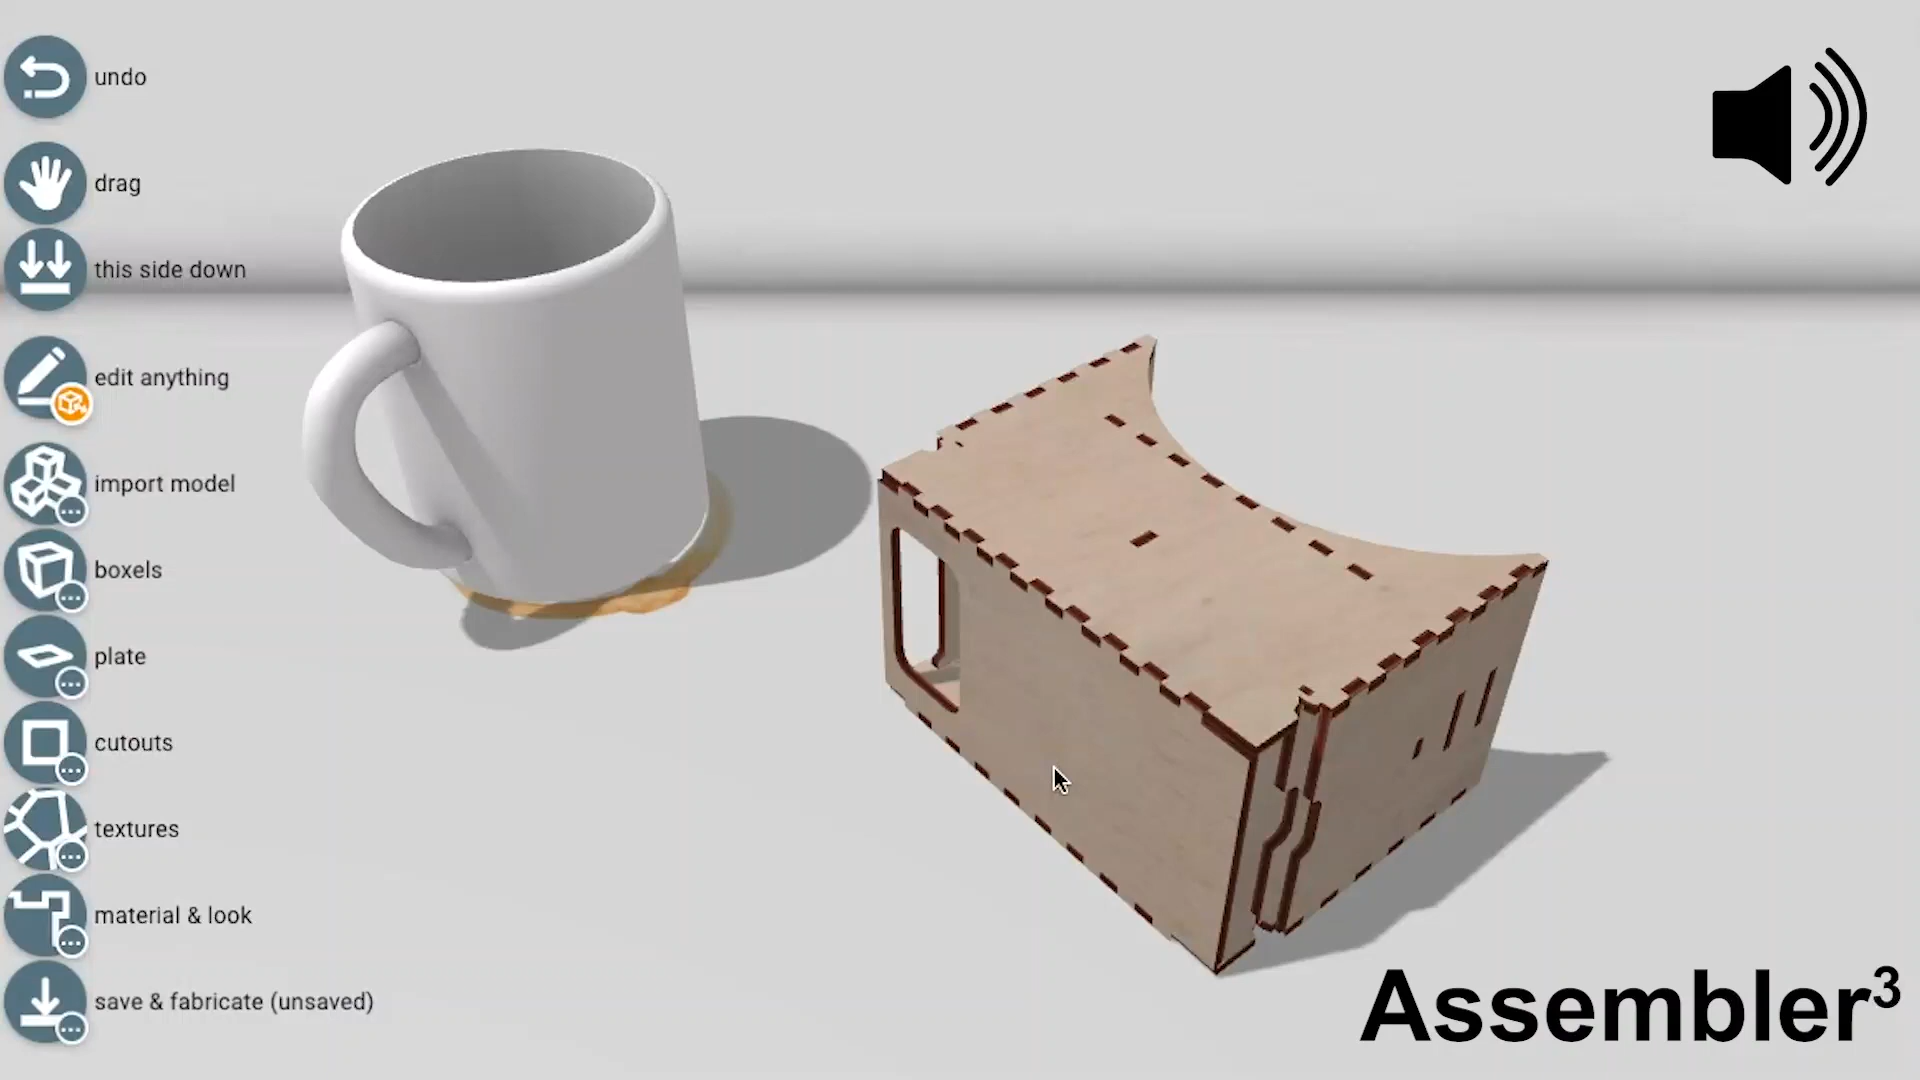 undo
drag
this side down
edit anything
import model
boxels
plate
cutouts
textures
material & look
save & fabricate (unsaved)
Assembler³